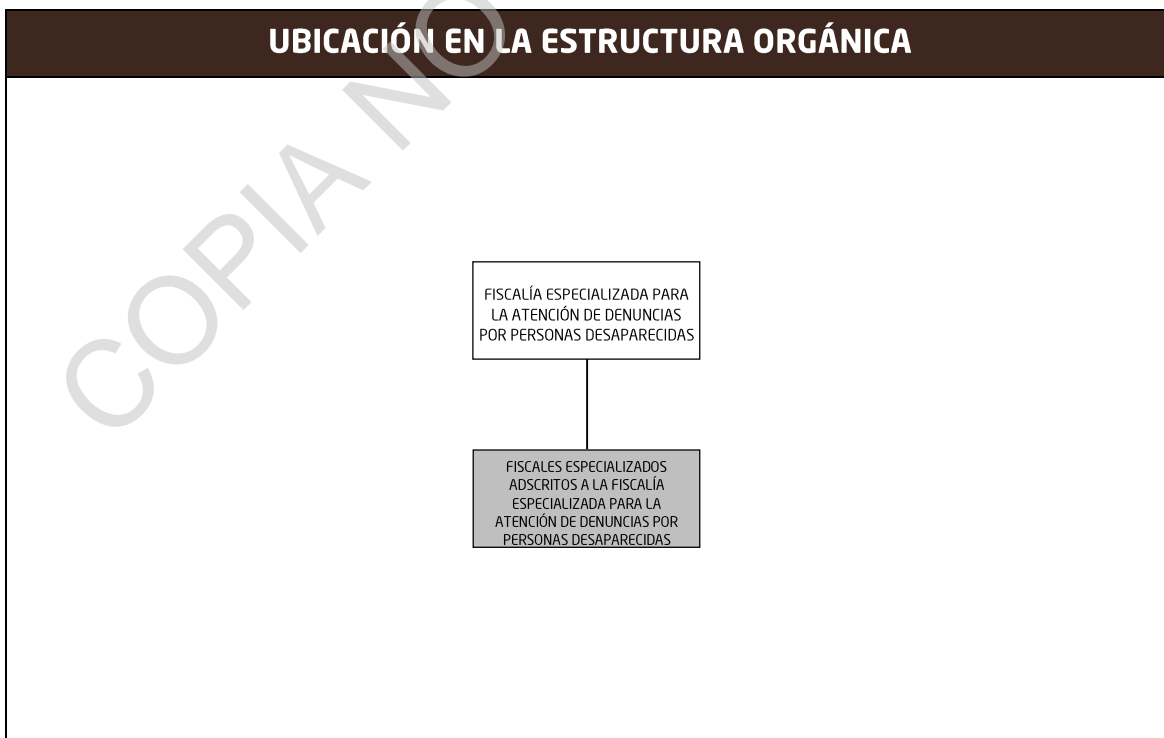 UBICACIÓN EN LA ESTRUCTURA ORGÁNICA
COPIA NO
FISCALÍA ESPECIALIZADA PARA
LA ATENCIÓN DE DENUNCIAS
POR PERSONAS DESAPARECIDAS
FISCALES ESPECIALIZADOS
ADSCRITOS A LA FISCALÍA
ESPECIALIZADA PARA LA
ATENCIÓN DE DENUNCIAS POR
PERSONAS DESAPARECIDAS